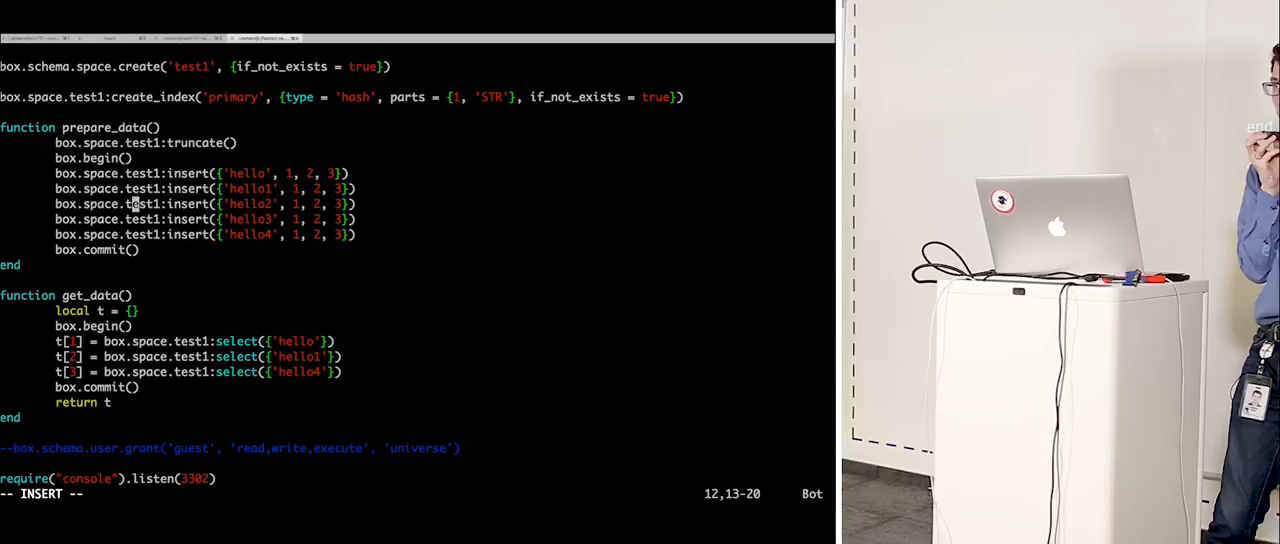 box.schema.space.create('test1', {if_not_exists = true})
box.space.test1:create_index('primary', {type = 'hash', parts = {1, 'STR'}, if_not_exists = true})
function prepare_data()
box.space.test1:truncate()
box.begin()
box.space.test1:insert({'hello', 1, 2, 3})
box.space.test1:insert({'hello1', 1, 2, 3})
box.space.test1:insert({'hello2', 1, 2, 3})
box.space.test1:insert({'hello3', 1, 2, 3})
box.space.test1:insert({'hello4', 1, 2, 3})
box.commit()
end
function get_data()
local t = {}
box.begin()
t[1] = box.space.test1:select({'hello'})
t[2] = box.space.test1:select({'hello1'})
t[3] = box.space.test1:select({'hello4'})
box.commit()
return t
end
--box.schema.user.grant('guest', 'read,write,execute', 'universe')
require("console").listen(3302)
-- INSERT --
12,13-20
Bot
end